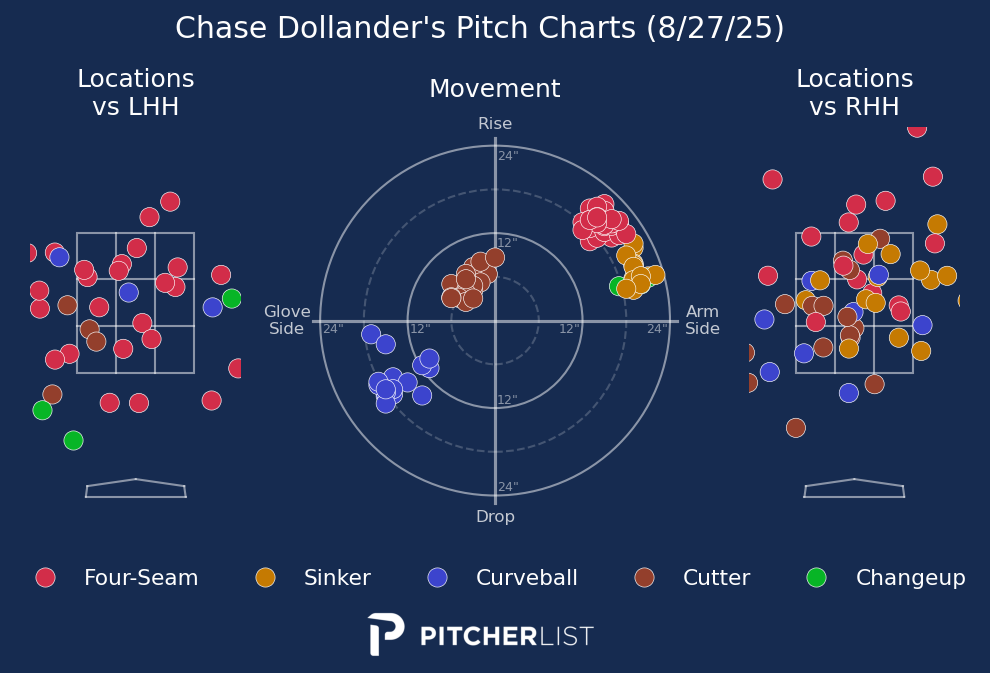 Chase Dollander's Pitch Charts (8/27/25)
Locations
vs LHH
Movement
Locations
vs RHH
Rise
24"
12"
Glove
Side
24"
12"
12"
24"
Arm
Side
12"
24"
Drop
Four-Seam
Sinker
Curveball
Cutter
Changeup
PITCHERLIST